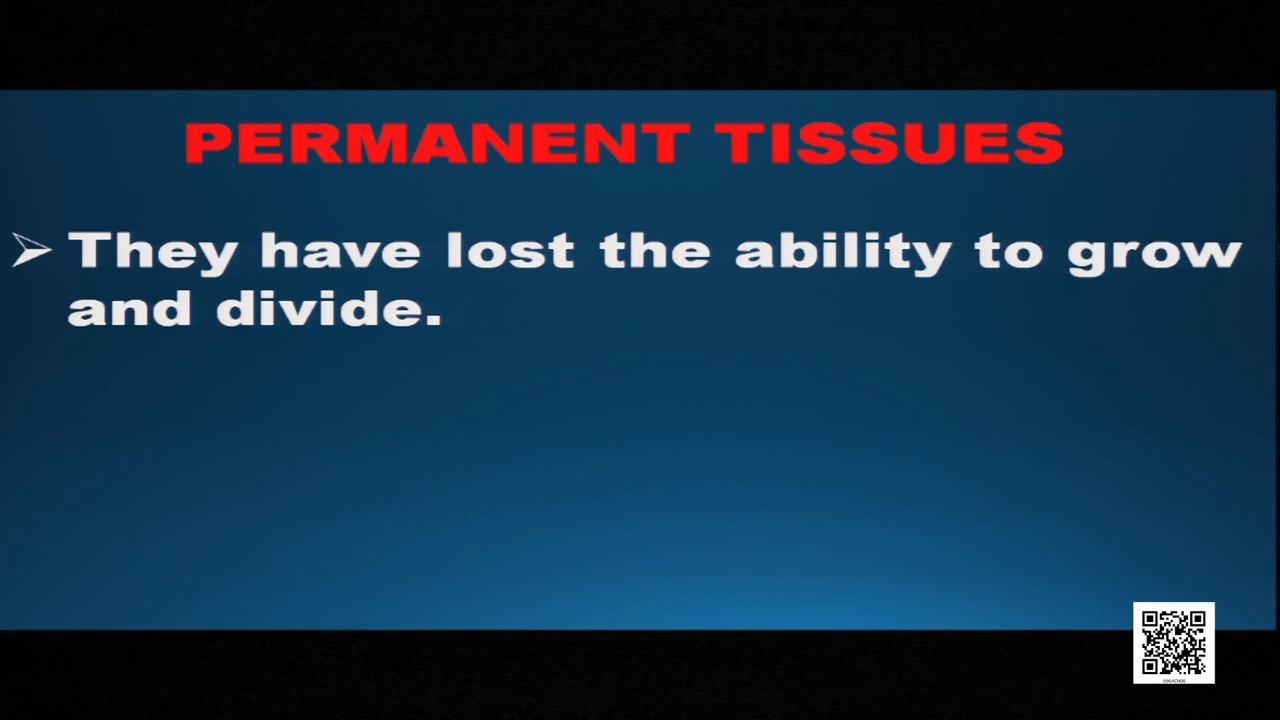 PERMANENT TISSUES
➢ They have lost the ability to grow
and divide.